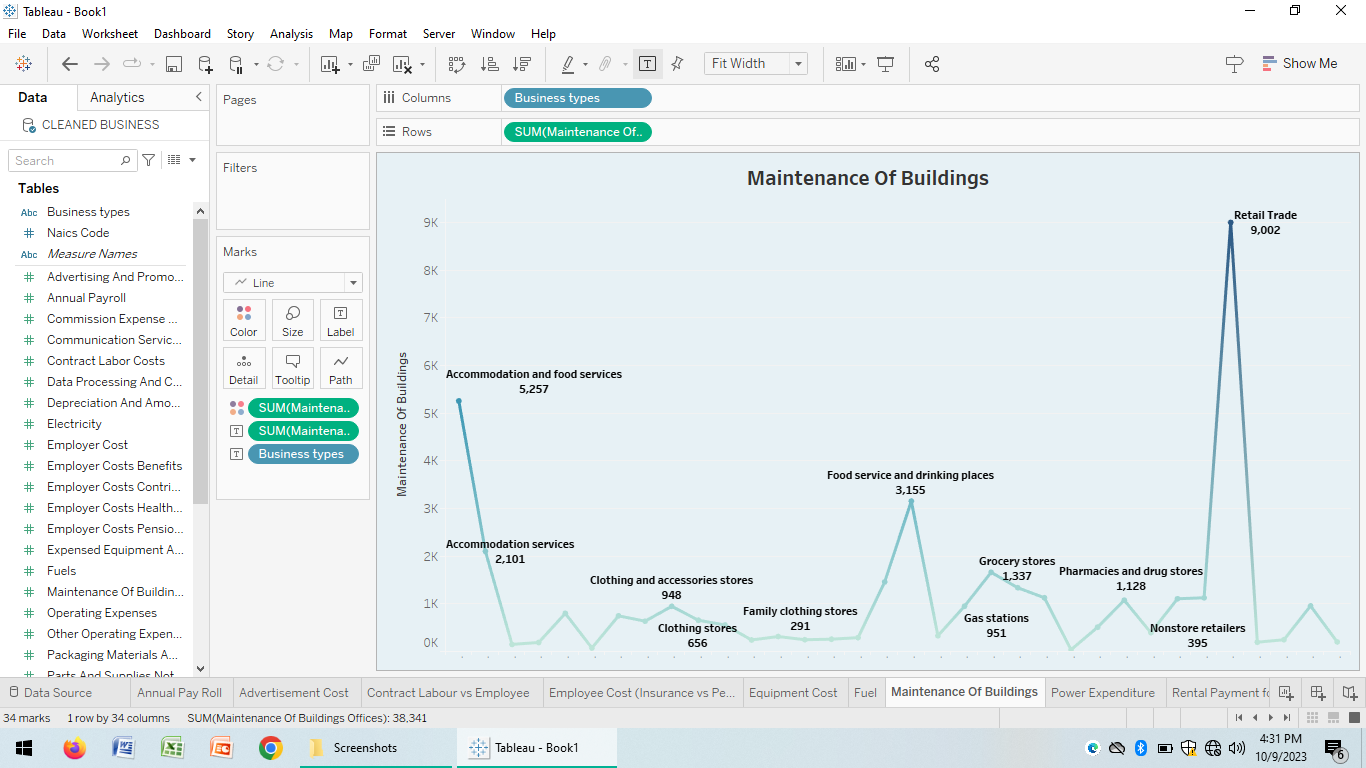 Tableau - Book1
File Data Worksheet Dashboard Story Analysis Map Format Server Window Help
Fit Width
Show Me
Data Analytics
CLEANED BUSINESS
Search
Tables
Abc Business types
# Naics Code
Abc Measure Names
# Advertising And Promo...
# Annual Payroll
# Commission Expense ...
# Communication Servic...
# Contract Labor Costs
# Data Processing And C...
# Depreciation And Amo...
# Electricity
# Employer Cost
# Employer Costs Benefits
# Employer Costs Contri...
# Employer Costs Health...
# Employer Costs Pensio...
# Expensed Equipment A...
# Fuels
# Maintenance Of Buildin...
# Operating Expenses
# Other Operating Expen...
# Packaging Materials A...
# Parts And Supplies Not
Pages
Filters
Marks
Line
Color Size Label
Detail Tooltip Path
SUM(Maintena..
SUM(Maintena..
Business types
Columns Business types
Rows SUM(Maintenance Of..
Maintenance Of Buildings
Maintenance Of Buildings
9K
8K
7K
6K
5K
4K
3K
2K
1K
0K
Retail Trade
9,002
Accommodation and food services
5,257
Food service and drinking places
3,155
Accommodation services
2,101
Grocery stores
1,337
Pharmacies and drug stores
1,128
Clothing and accessories stores
948
Family clothing stores
291
Gas stations
951
Clothing stores
656
Nonstore retailers
395
Data Source Annual Pay Roll Advertisement Cost Contract Labour vs Employee Employee Cost (Insurance vs Pe... Equipment Cost Fuel Maintenance Of Buildings Power Expenditure Rental Payment fo
34 marks 1 row by 34 columns SUM(Maintenance Of Buildings Offices): 38,341
Screenshots
Tableau - Book1
4:31 PM
10/9/2023
6